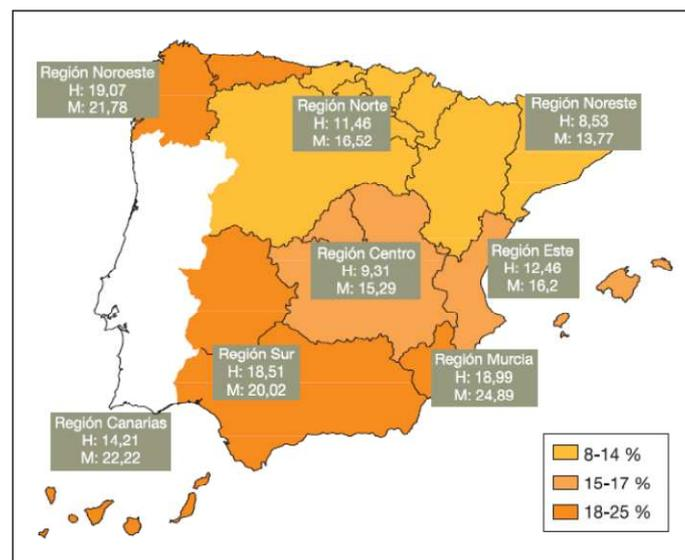 Región Noroeste
H: 19,07
M: 21,78
Región Norte
H: 11,46
M: 16,52
Región Noreste
H: 8,53
M: 13,77
Región Centro
H: 9,31
M: 15,29
Región Este
H: 12,46
M: 16,2
Región Sur
H: 18,51
M: 20,02
Región Murcia
H: 18,99
M: 24,89
Región Canarias
H: 14,21
M: 22,22
8-14 %
15-17 %
18-25 %